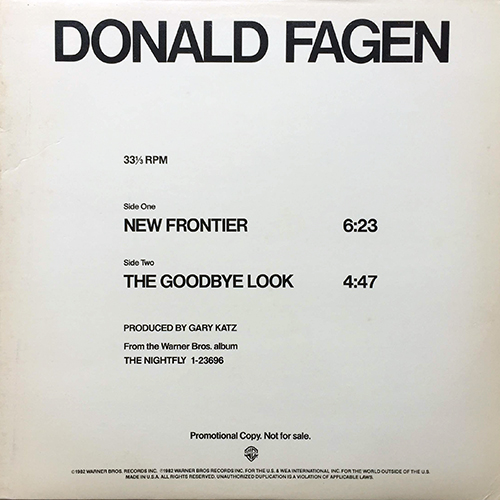 DONALD FAGEN
33⅓ RPM
Side One
NEW FRONTIER 6:23
Side Two
THE GOODBYE LOOK 4:47
PRODUCED BY GARY KATZ
From the Warner Bros. album
THE NIGHTFLY 1-23696
Promotional Copy. Not for sale.
©1982 WARNER BROS. RECORDS INC. ℗1982 WARNER BROS RECORDS INC. FOR THE U.S. & WEA INTERNATIONAL INC. FOR THE WORLD OUTSIDE OF THE U.S.
MADE IN U.S.A. ALL RIGHTS RESERVED. UNAUTHORIZED DUPLICATION IS A VIOLATION OF APPLICABLE LAWS.